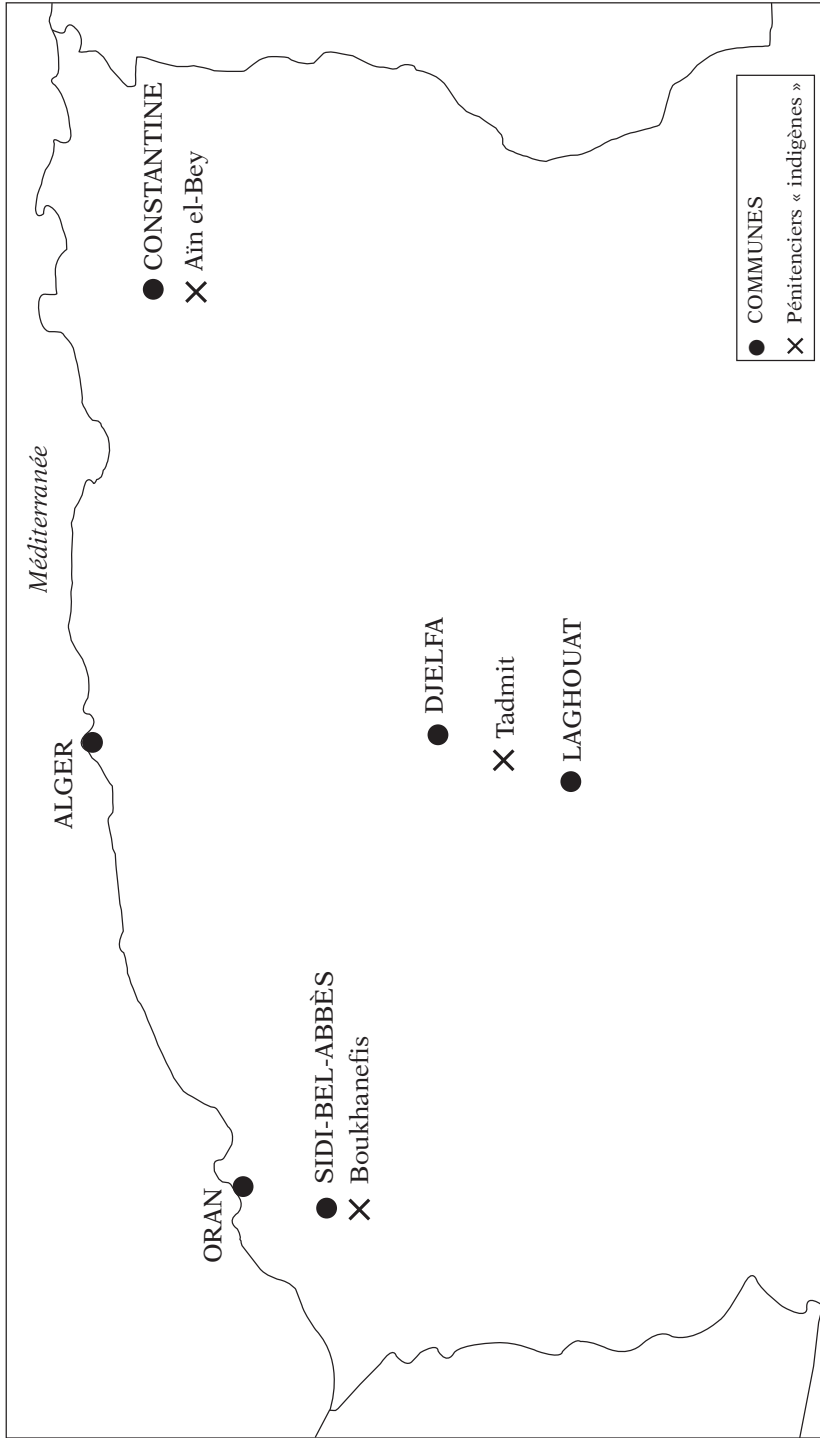 Méditerranée
ALGER
CONSTANTINE
Aïn el-Bey
ORAN
SIDI-BEL-ABBÈS
Boukhanefis
DJELFA
Tadmit
LAGHOUAT
COMMUNES
Pénitenciers « indigènes »